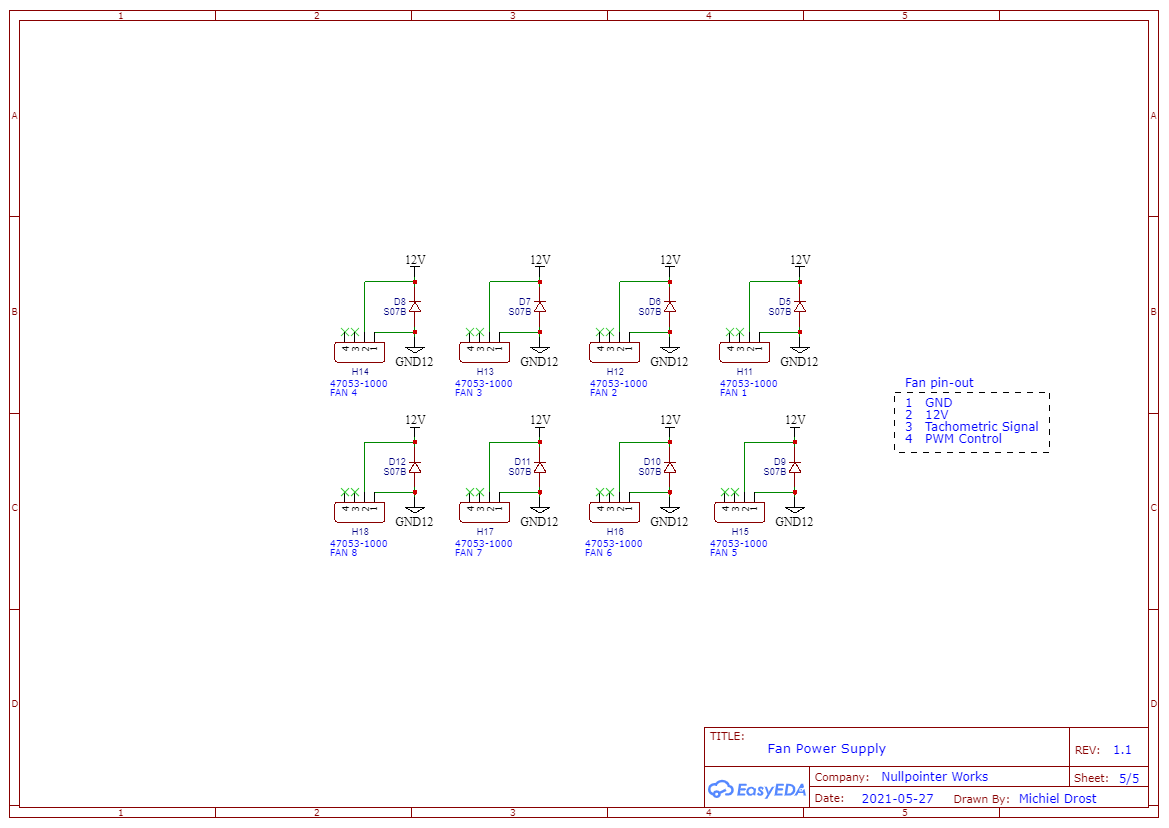 1 2 3 4 5
A A
12V 12V 12V 12V
D8 D7 D6 D5
S07B S07B S07B S07B
B B
4 3 2 1 4 3 2 1 4 3 2 1 4 3 2 1
GND12 GND12 GND12 GND12
H14 H13 H12 H11
47053-1000 47053-1000 47053-1000 47053-1000
FAN 4 FAN 3 FAN 2 FAN 1
Fan pin-out
1 GND
2 12V
3 Tachometric Signal
4 PWM Control
12V 12V 12V 12V
D12 D11 D10 D9
S07B S07B S07B S07B
C C
4 3 2 1 4 3 2 1 4 3 2 1 4 3 2 1
GND12 GND12 GND12 GND12
H18 H17 H16 H15
47053-1000 47053-1000 47053-1000 47053-1000
FAN 8 FAN 7 FAN 6 FAN 5
D D
TITLE:
Fan Power Supply
REV: 1.1
EasyEDA
Company: Nullpointer Works
Sheet: 5/5
Date: 2021-05-27 Drawn By: Michiel Drost
1 2 3 4 5